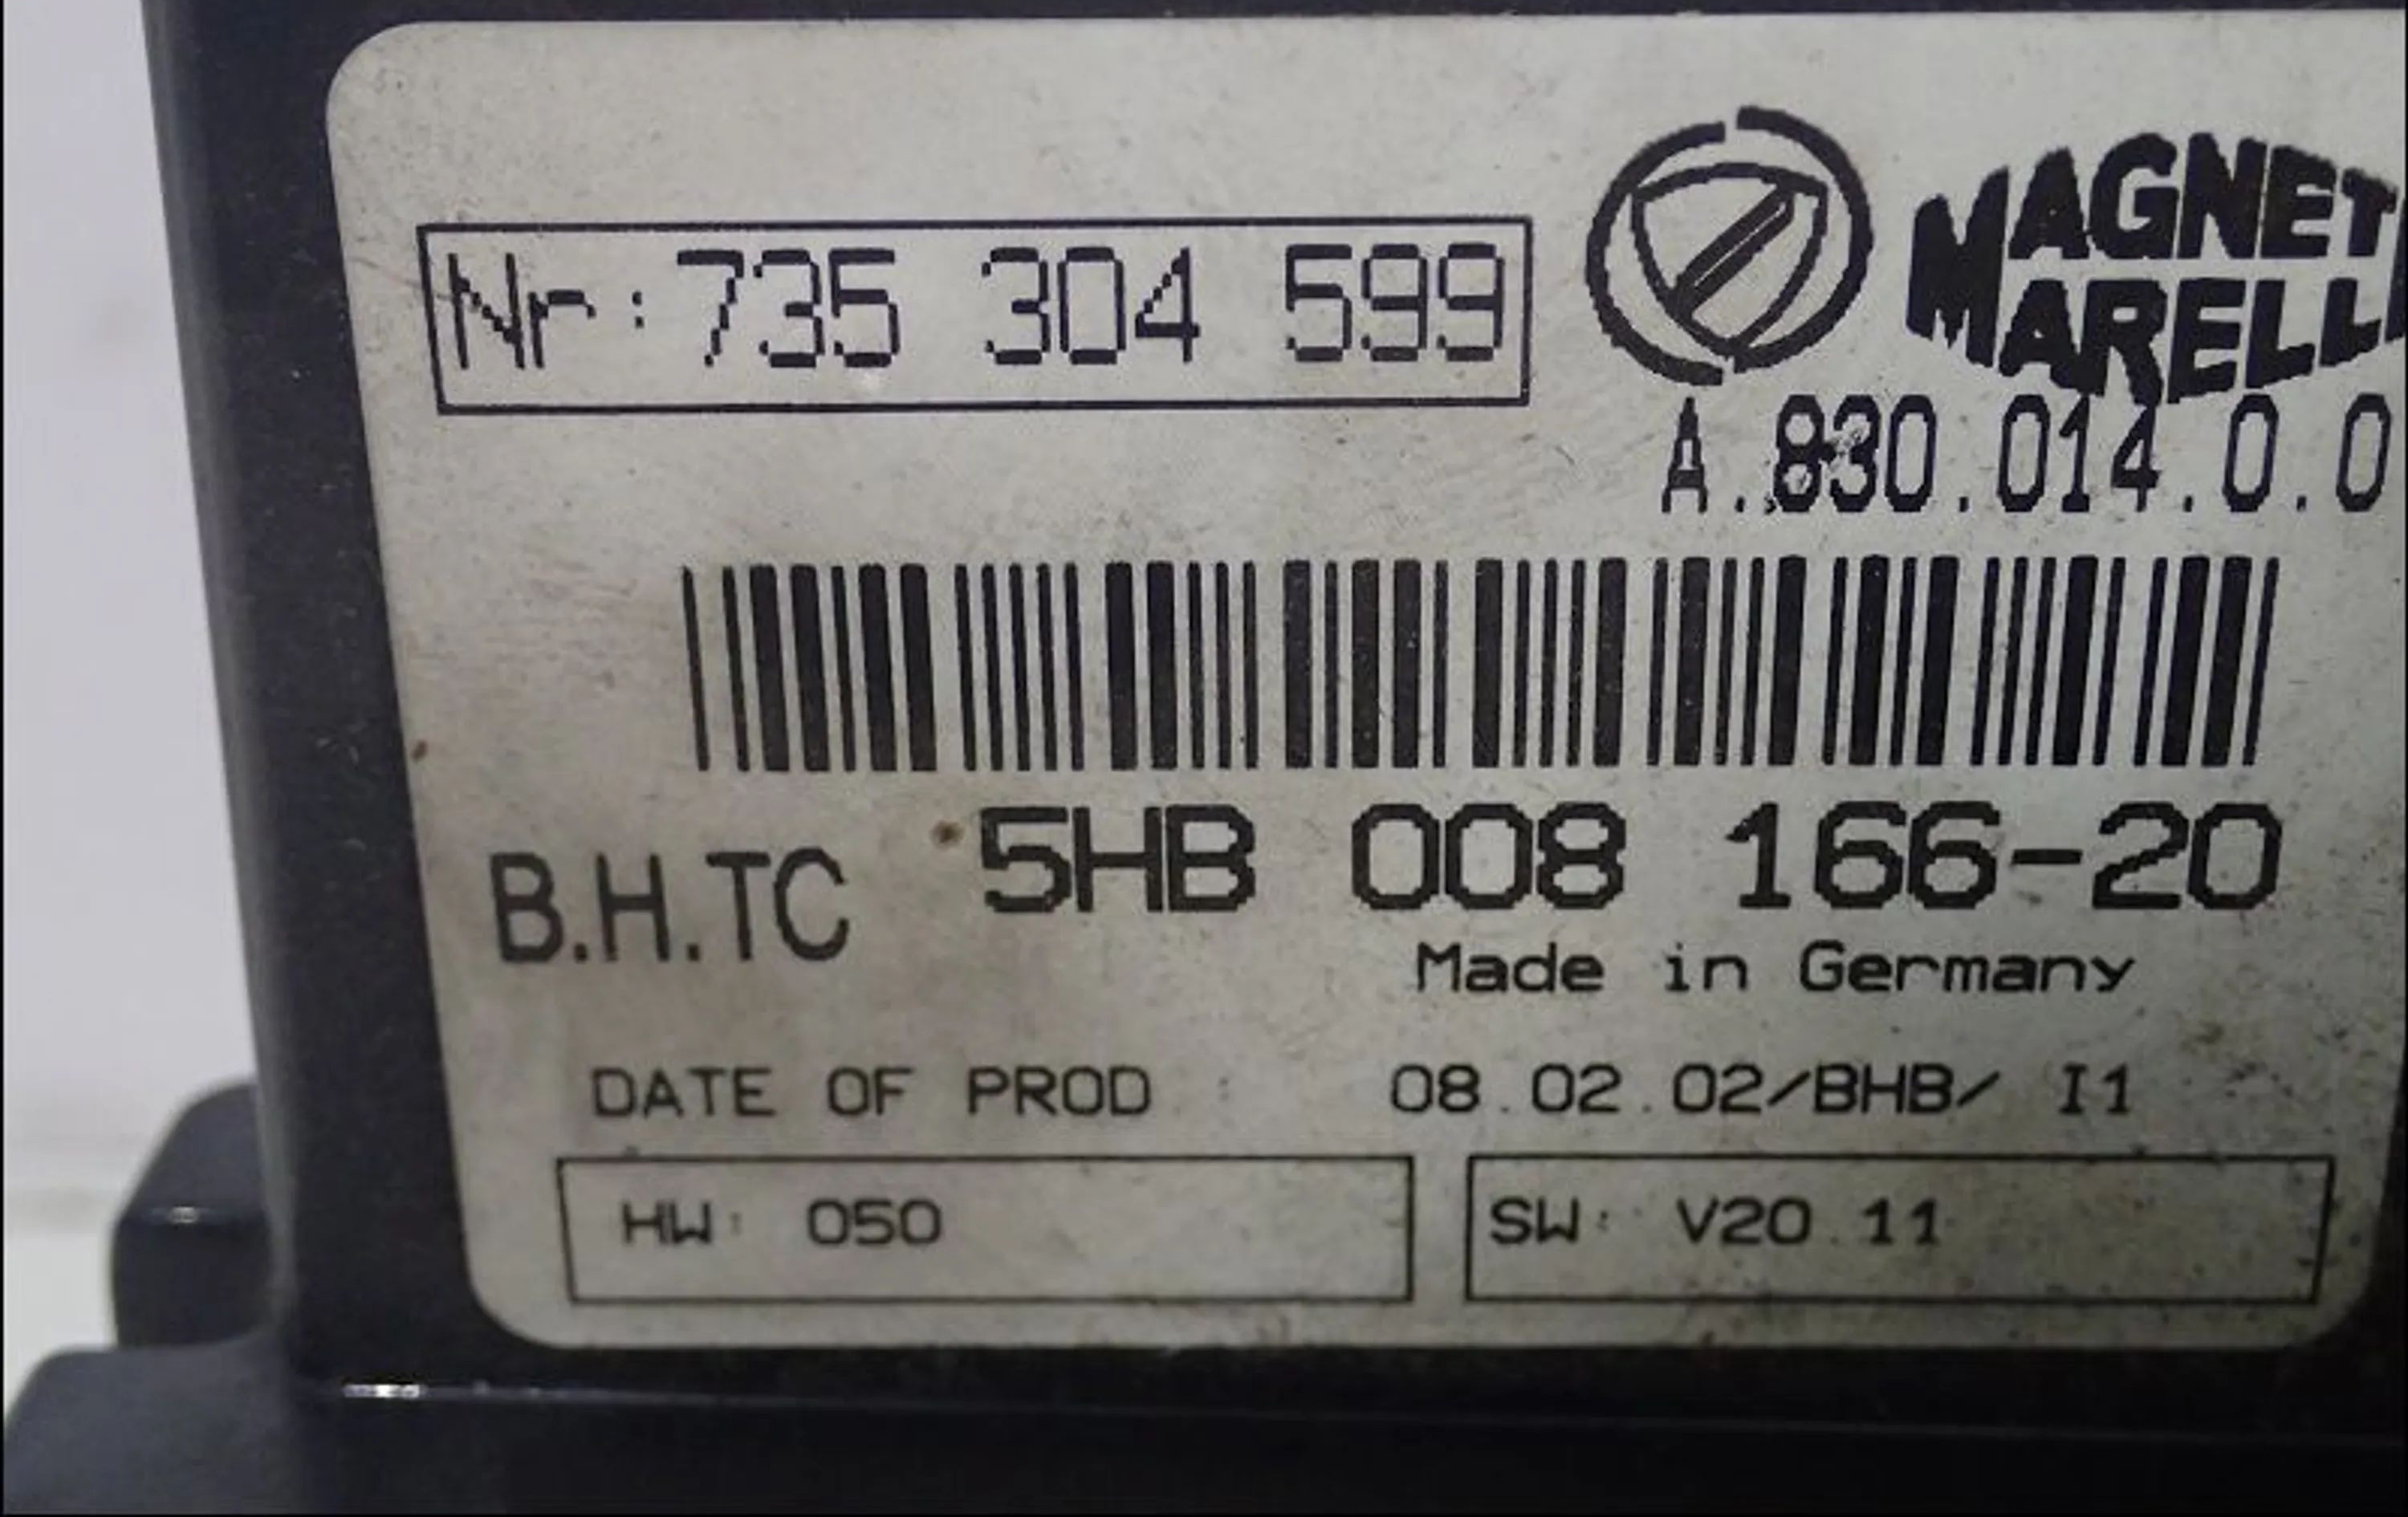 Nr: 735 304 599
MAGNET
MARELLI
A.830.014.0.0
B.H.TC 5HB 008 166-20
Made in Germany
DATE OF PROD : 08.02.02/BHB/ I1
HW: 050
SW: V20.11